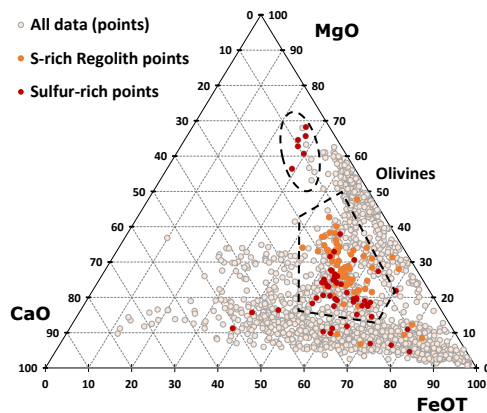 All data (points)
S-rich Regolith points
Sulfur-rich points
MgO
Olivines
CaO
FeOT
0
10
20
30
40
50
60
70
80
90
100
100
90
80
70
60
50
40
30
20
10
0
0 10 20 30 40 50 60 70 80 90 100